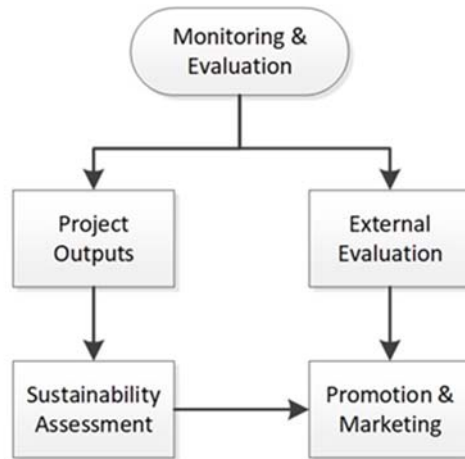 Monitoring &
Evaluation
Project
Outputs
External
Evaluation
Sustainability
Assessment
Promotion &
Marketing